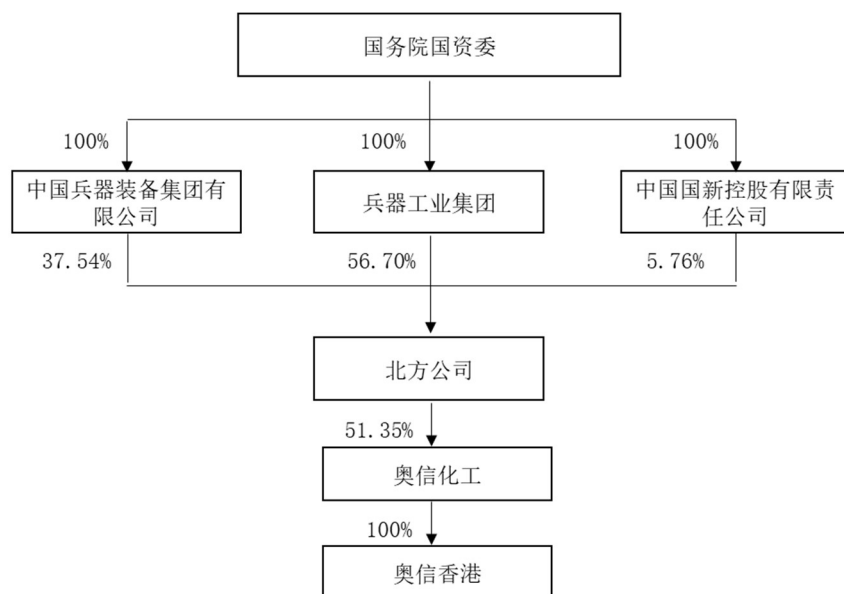 国务院国资委
100%
100%
100%
中国兵器装备集团有
限公司
兵器工业集团
中国国新控股有限责
任公司
37.54%
56.70%
5.76%
北方公司
51.35%
奥信化工
100%
奥信香港